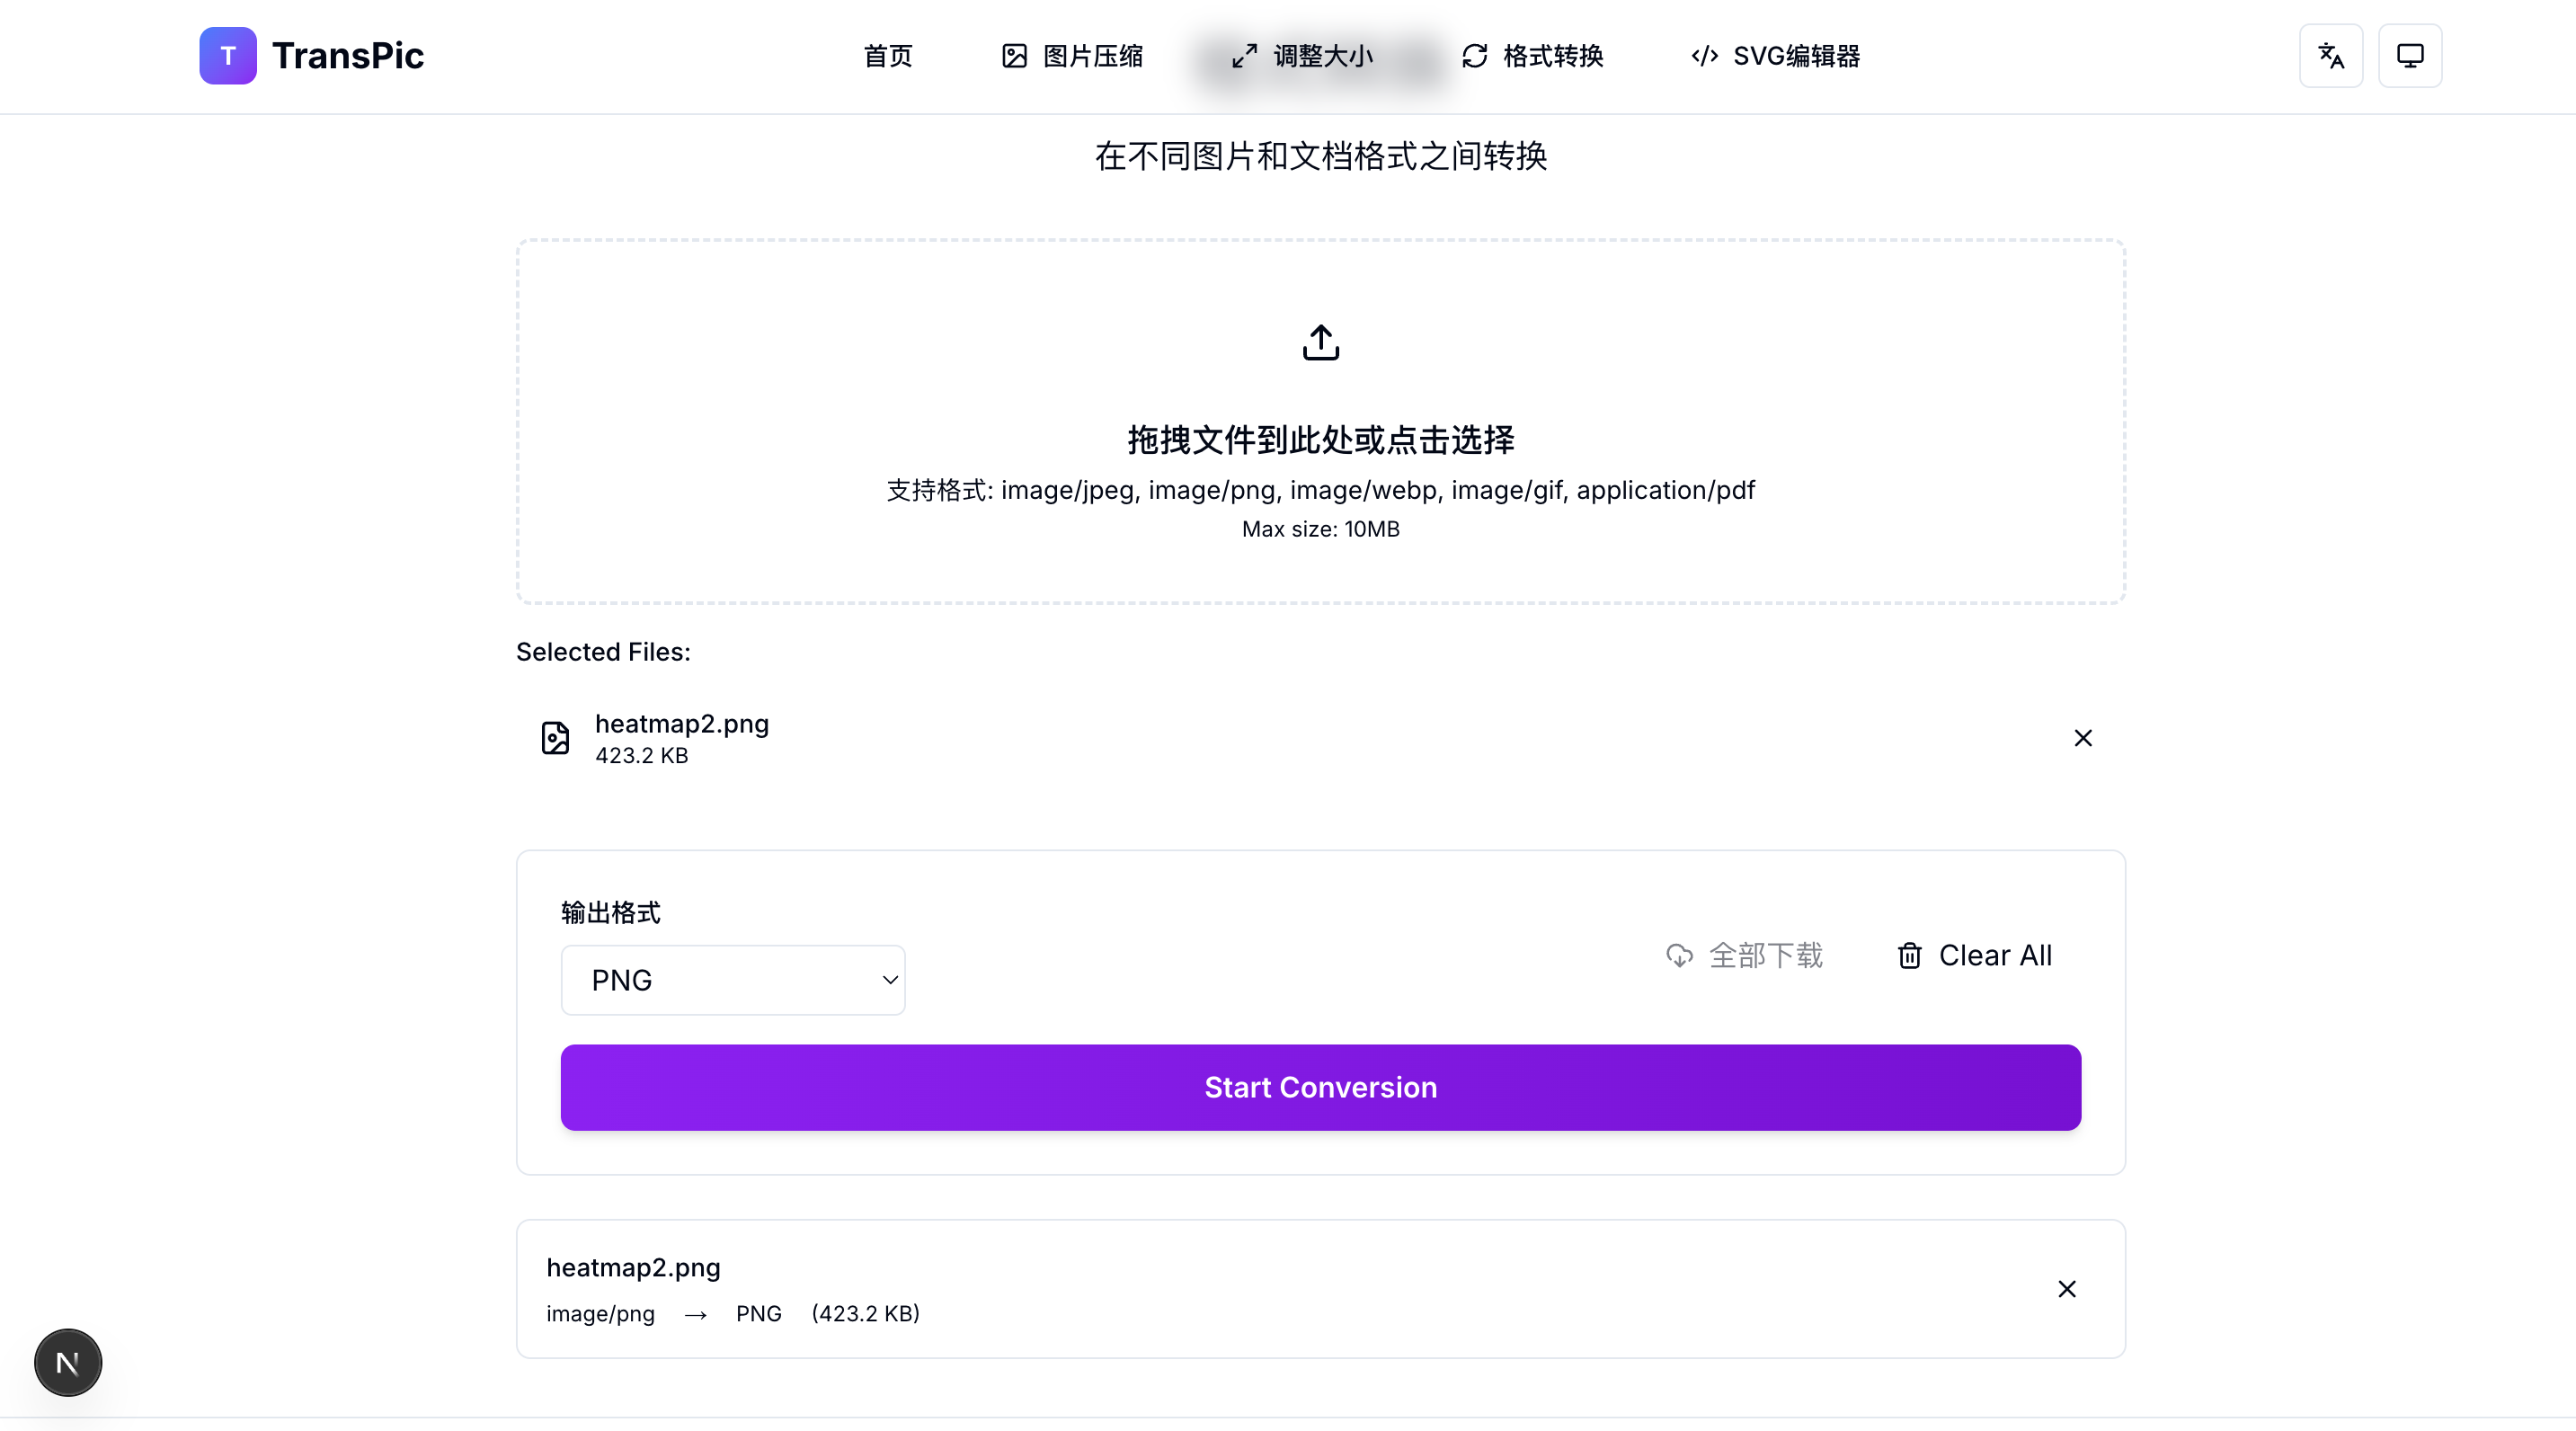 T TransPic 首页 图片压缩 调整大小 格式转换 SVG编辑器
在不同图片和文档格式之间转换
拖拽文件到此处或点击选择
支持格式: image/jpeg, image/png, image/webp, image/gif, application/pdf
Max size: 10MB
Selected Files:
heatmap2.png
423.2 KB
输出格式
PNG
全部下载 Clear All
Start Conversion
heatmap2.png
image/png → PNG (423.2 KB)
N